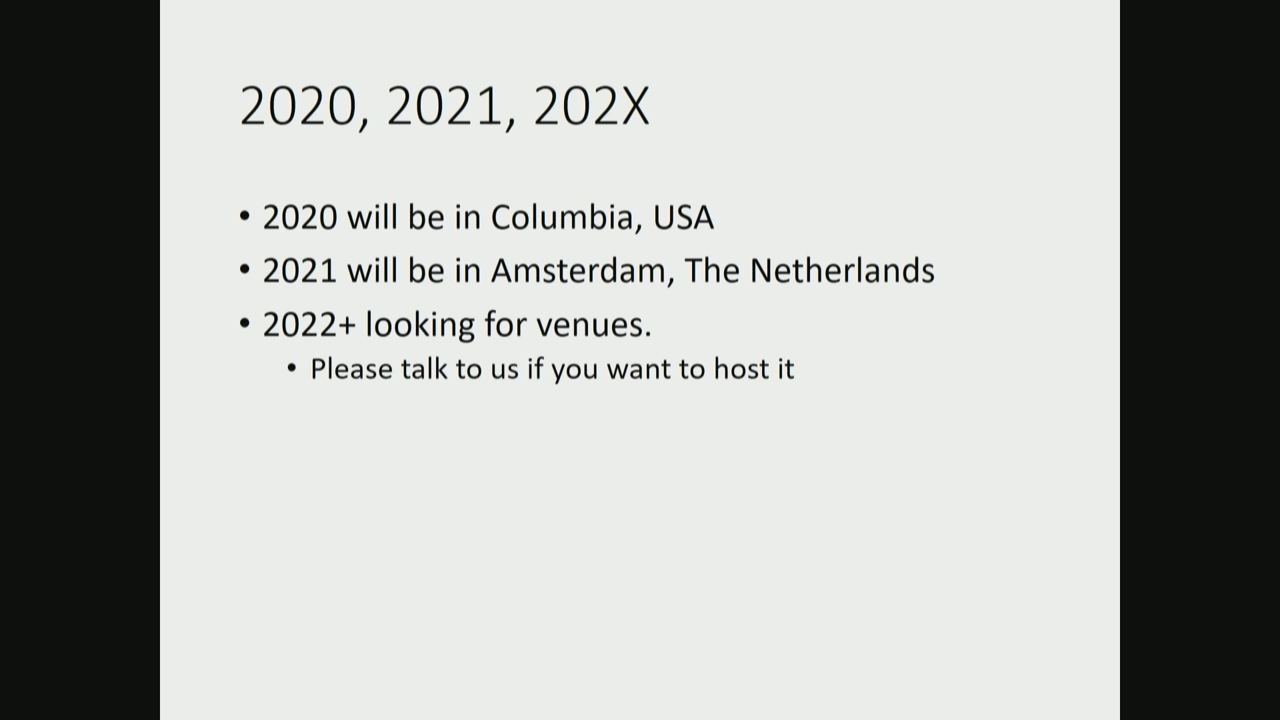 2020, 2021, 202X
• 2020 will be in Columbia, USA
• 2021 will be in Amsterdam, The Netherlands
• 2022+ looking for venues.
• Please talk to us if you want to host it